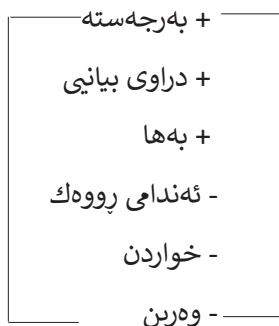 + بەرجەستە
+ دراوی بیانیی
+ بەها
- ئەندامی ڕووەك
- خواردن
- وەرین